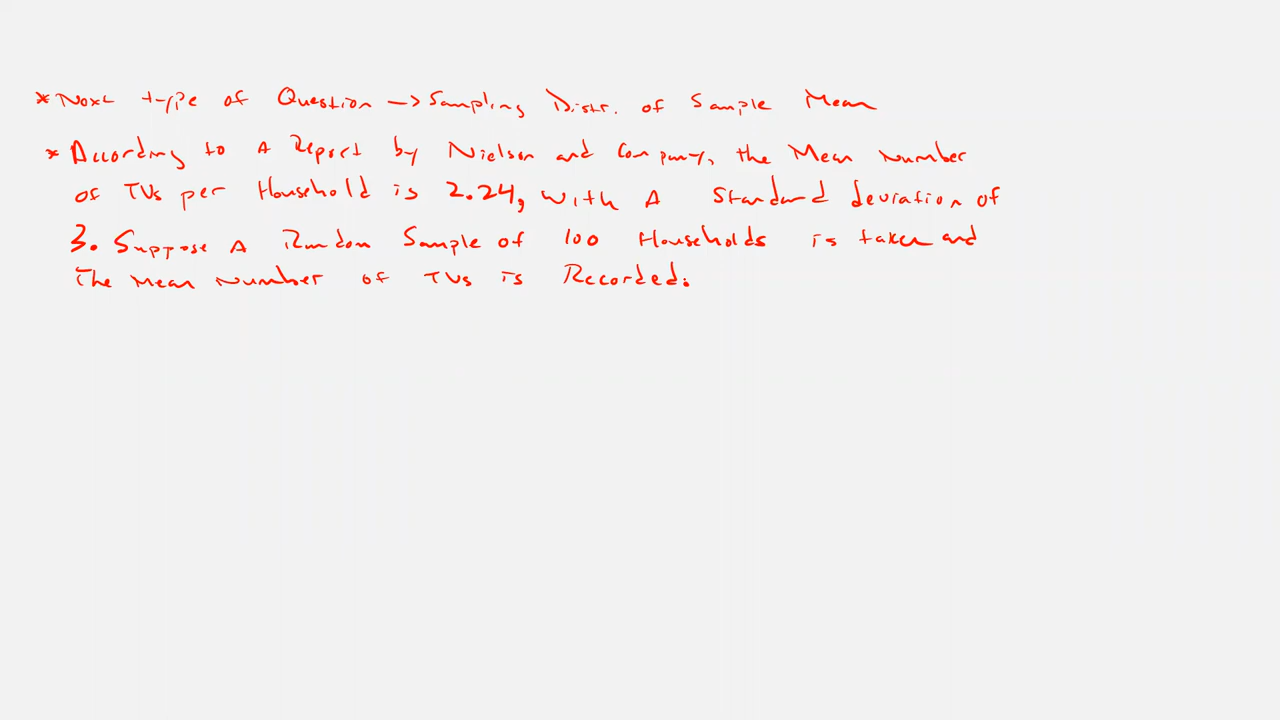 * Next type of Question -> Sampling Distr. of Sample Mean
* According to A Report by Nielson and Company, the Mean Number
of TVs per Household is 2.24, with A Standard deviation of
3. Suppose A Random Sample of 100 Households is taken and
The Mean Number of TVs is Recorded: